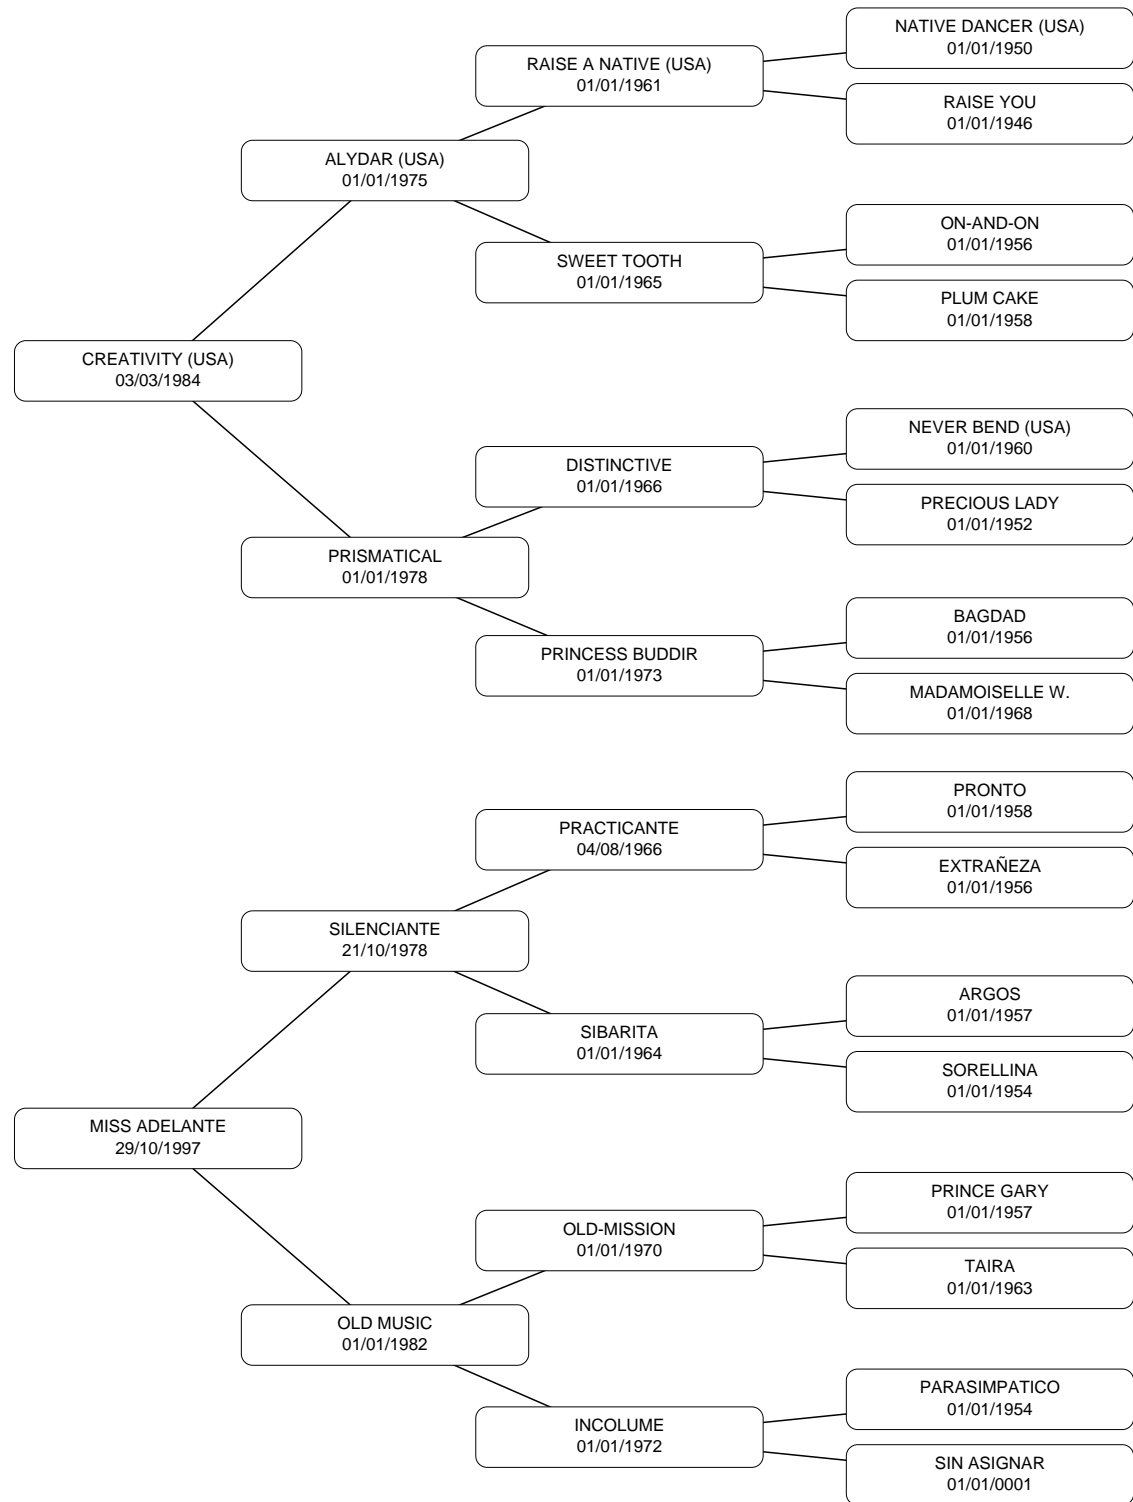 NATIVE DANCER (USA)
01/01/1950
RAISE A NATIVE (USA)
01/01/1961
RAISE YOU
01/01/1946
ALYDAR (USA)
01/01/1975
ON-AND-ON
01/01/1956
SWEET TOOTH
01/01/1965
PLUM CAKE
01/01/1958
CREATIVITY (USA)
03/03/1984
NEVER BEND (USA)
01/01/1960
DISTINCTIVE
01/01/1966
PRECIOUS LADY
01/01/1952
PRISMATICAL
01/01/1978
BAGDAD
01/01/1956
PRINCESS BUDDIR
01/01/1973
MADAMOISELLE W.
01/01/1968
PRONTO
01/01/1958
PRACTICANTE
04/08/1966
EXTRAÑEZA
01/01/1956
SILENCIANTE
21/10/1978
ARGOS
01/01/1957
SIBARITA
01/01/1964
SORELLINA
01/01/1954
MISS ADELANTE
29/10/1997
PRINCE GARY
01/01/1957
OLD-MISSION
01/01/1970
TAIRA
01/01/1963
OLD MUSIC
01/01/1982
PARASIMPATICO
01/01/1954
INCOLUME
01/01/1972
SIN ASIGNAR
01/01/0001